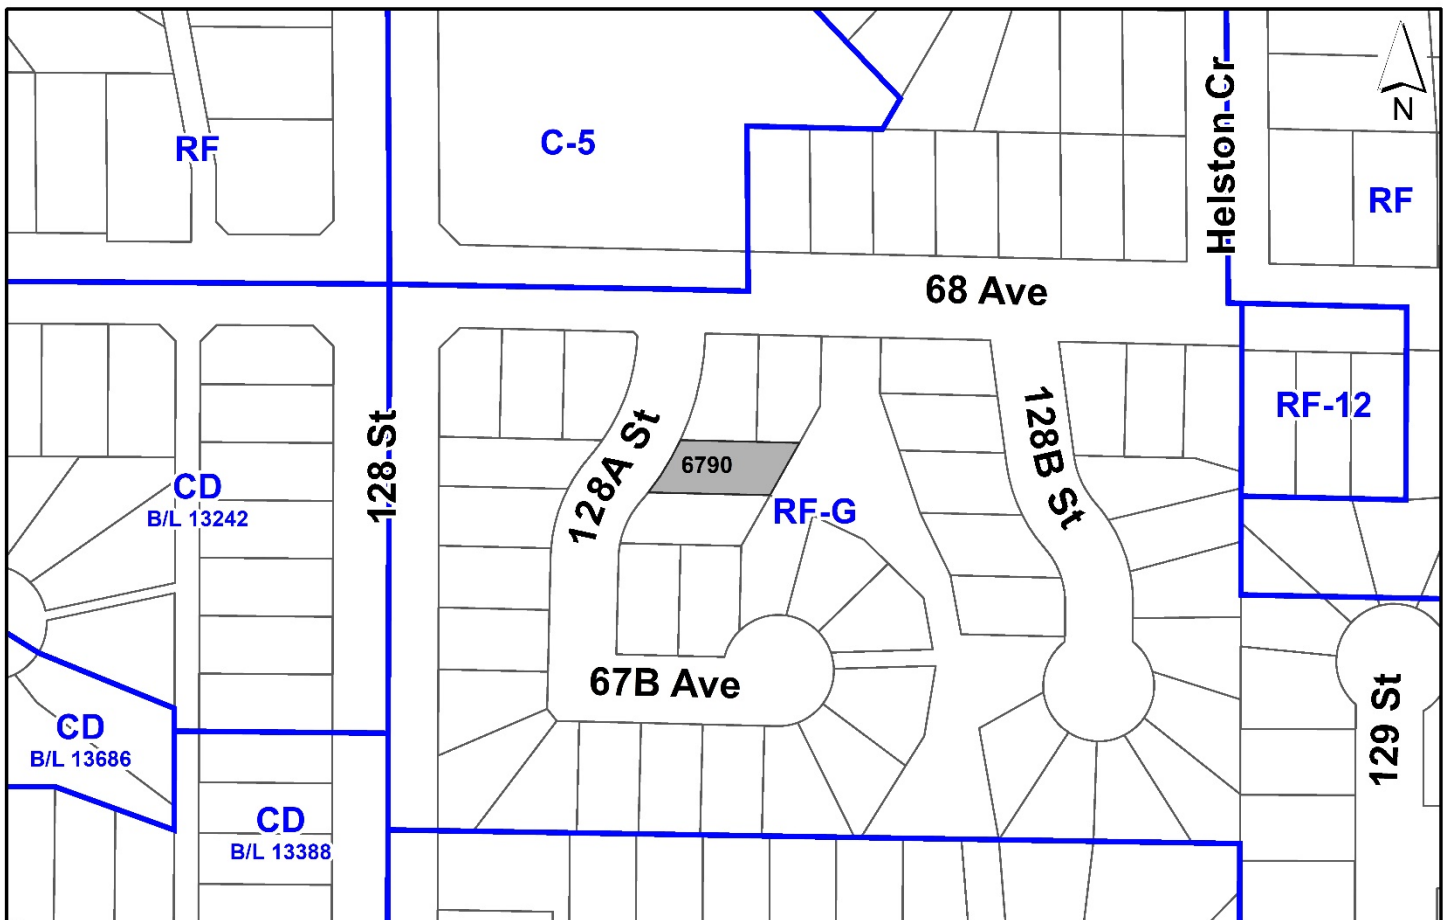 N
Helston Cr
C-5
RF
RF
68 Ave
RF-12
128A St
128B St
128 St
6790
CD
B/L 13242
RF-G
67B Ave
129 St
CD
B/L 13686
CD
B/L 13388